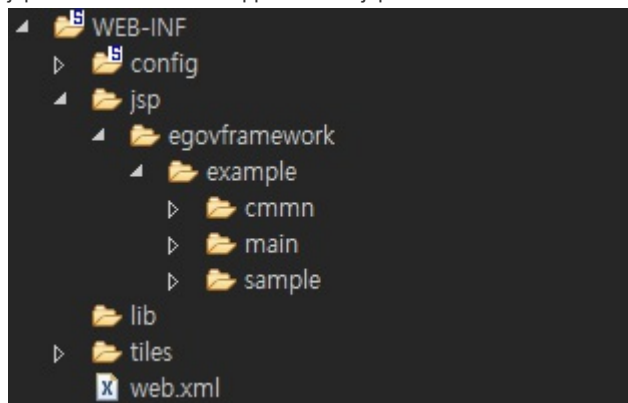 WEB-INF
config
jsp
egovframework
example
cmmn
main
sample
lib
tiles
web.xml